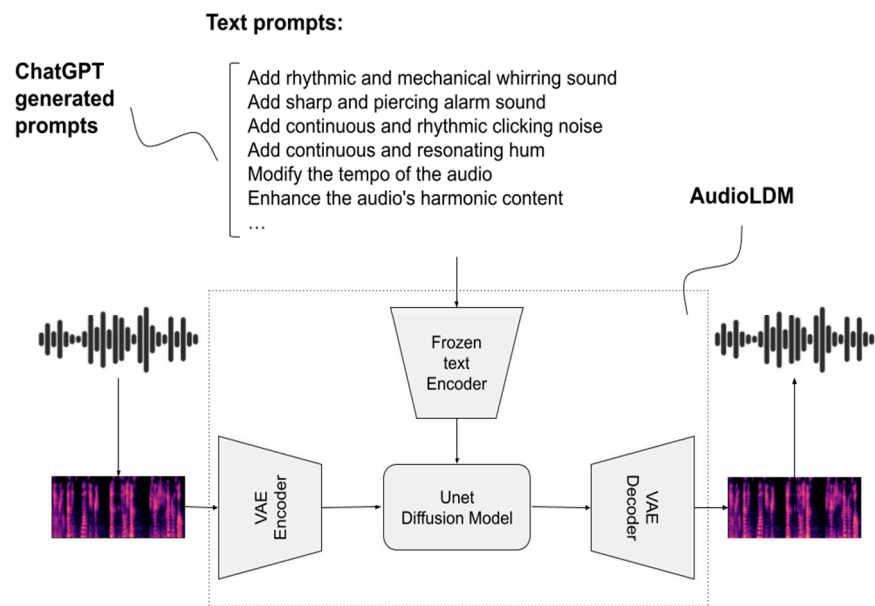 Text prompts:
ChatGPT
generated
prompts
Add rhythmic and mechanical whirring sound
Add sharp and piercing alarm sound
Add continuous and rhythmic clicking noise
Add continuous and resonating hum
Modify the tempo of the audio
Enhance the audio's harmonic content
...
AudioLDM
Frozen
text
Encoder
VAE
Encoder
Unet
Diffusion Model
VAE
Decoder